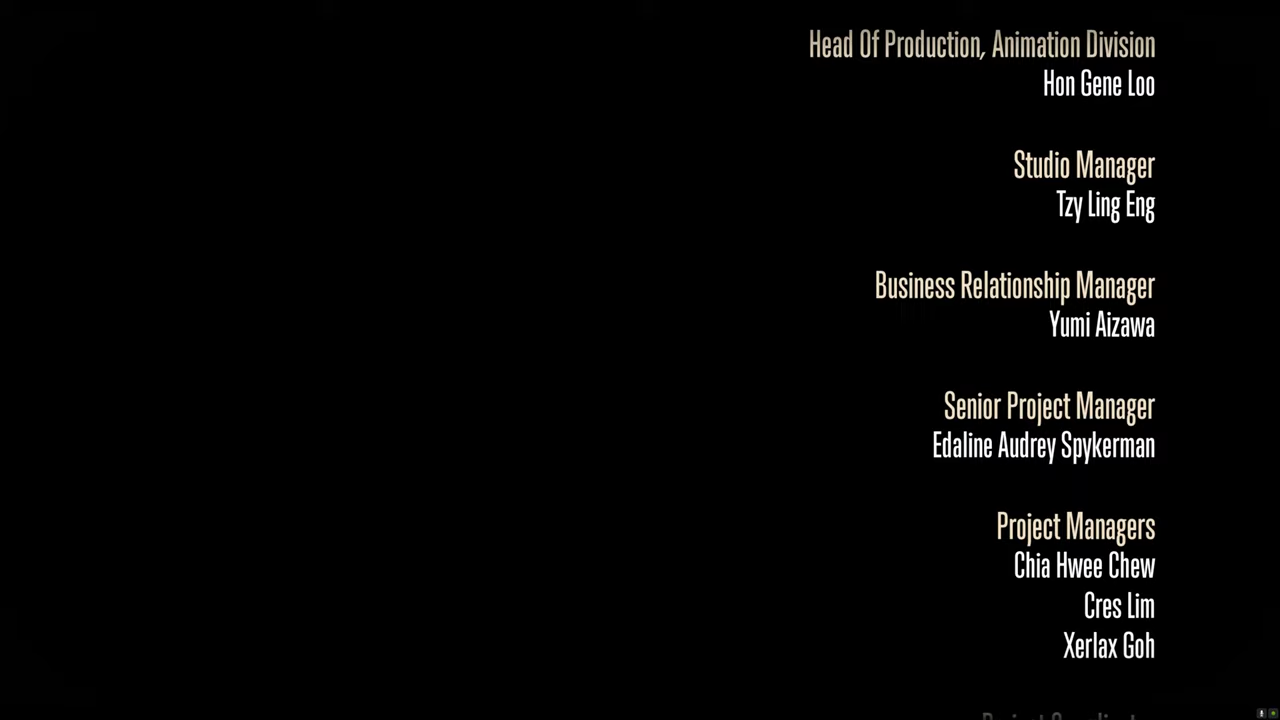 Head Of Production, Animation Division
Hon Gene Loo
Studio Manager
Tzy Ling Eng
Business Relationship Manager
Yumi Aizawa
Senior Project Manager
Edaline Audrey Spykerman
Project Managers
Chia Hwee Chew
Cres Lim
Xerlax Goh